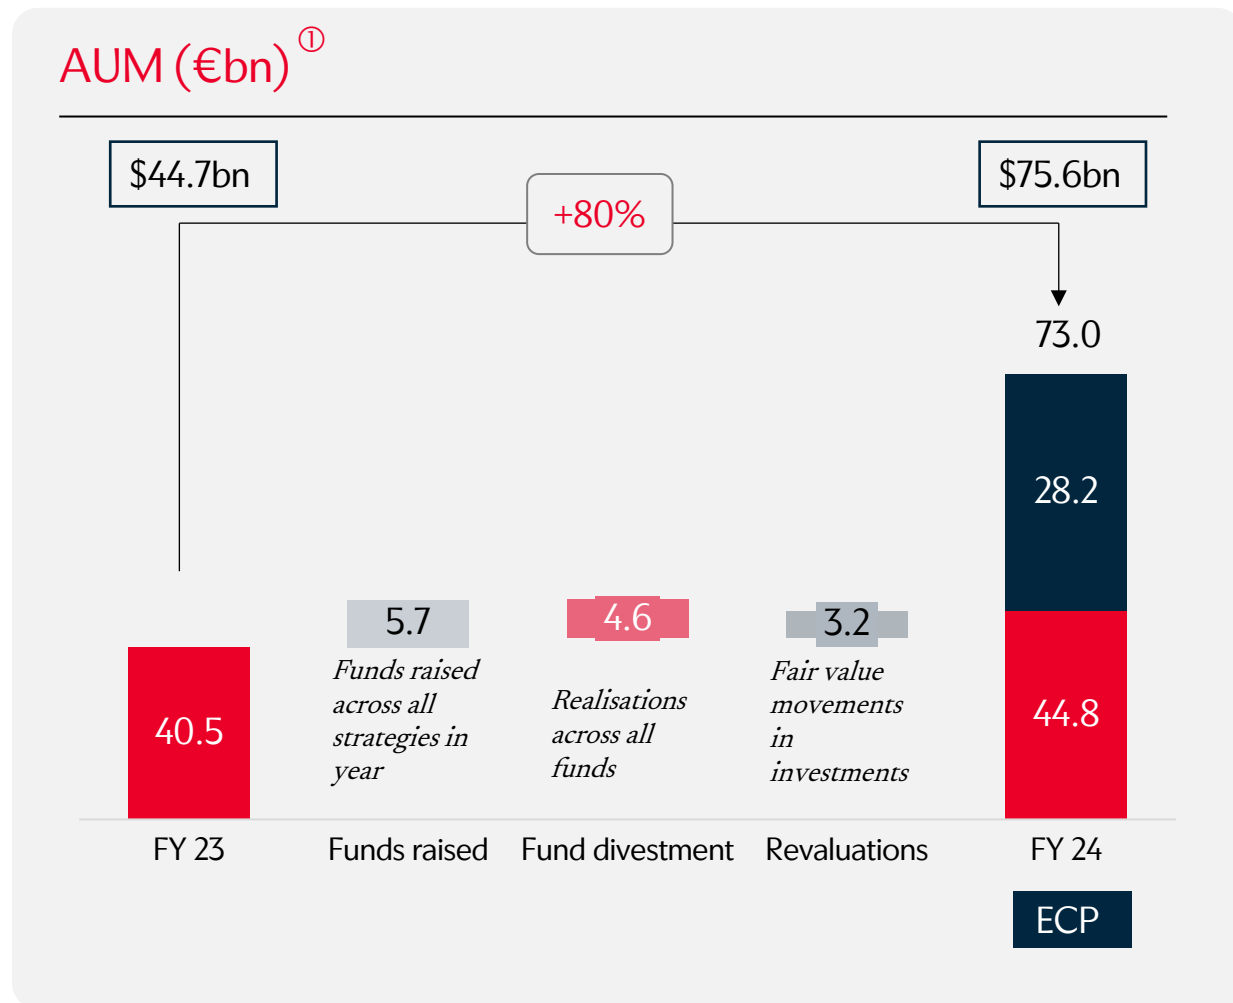 AUM (€bn) ①
$44.7bn
$75.6bn
+80%
73.0
28.2
5.7
4.6
3.2
Funds raised
across all
strategies in
year
Realisations
across all
funds
Fair value
movements
in
investments
40.5
44.8
FY 23
Funds raised
Fund divestment
Revaluations
FY 24
ECP